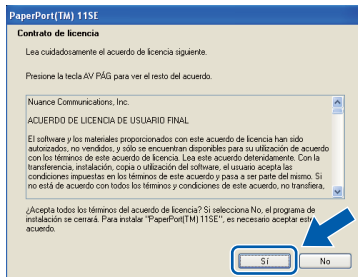 PaperPort(TM) 11SE
Contrato de licencia
Lea cuidadosamente el acuerdo de licencia siguiente.
Presione la tecla AV PÁG para ver el resto del acuerdo.
Nuance Communications, Inc.
ACUERDO DE LICENCIA DE USUARIO FINAL
El software y los materiales proporcionados con este acuerdo de licencia han sido
autorizados, no vendidos, y sólo se encuentran disponibles para su utilización de acuerdo
con los términos de este acuerdo de licencia. Lea este acuerdo detenidamente. Con la
transferencia, instalación, copia o utilización del software, el usuario acepta las
condiciones impuestas en los términos de este acuerdo y pasa a ser parte del mismo. Si
no está de acuerdo con todos los términos y condiciones de este acuerdo, no transfiera,
¿Acepta todos los términos del acuerdo de licencia? Si selecciona No, el programa de
instalación se cerrará. Para instalar "PaperPort(TM) 11SE", es necesario aceptar este
acuerdo.
Sí
No